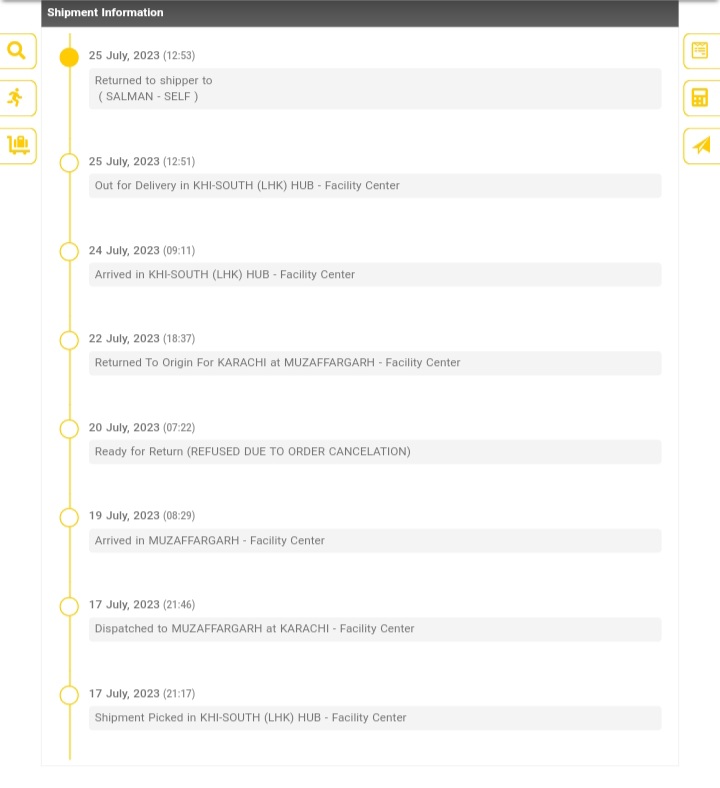 Shipment Information
25 July, 2023 (12:53)
Returned to shipper to
( SALMAN - SELF )
25 July, 2023 (12:51)
Out for Delivery in KHI-SOUTH (LHK) HUB - Facility Center
24 July, 2023 (09:11)
Arrived in KHI-SOUTH (LHK) HUB - Facility Center
22 July, 2023 (18:37)
Returned To Origin For KARACHI at MUZAFFARGARH - Facility Center
20 July, 2023 (07:22)
Ready for Return (REFUSED DUE TO ORDER CANCELATION)
19 July, 2023 (08:29)
Arrived in MUZAFFARGARH - Facility Center
17 July, 2023 (21:46)
Dispatched to MUZAFFARGARH at KARACHI - Facility Center
17 July, 2023 (21:17)
Shipment Picked in KHI-SOUTH (LHK) HUB - Facility Center